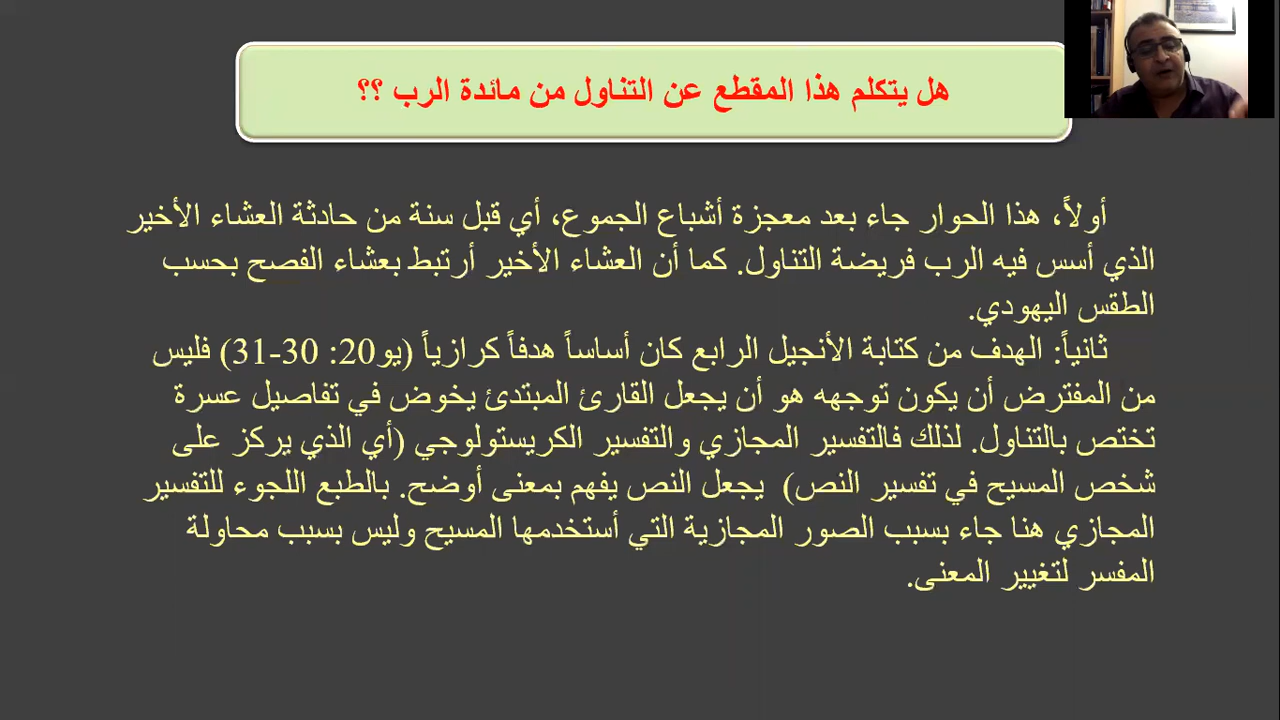 هل يتكلم هذا المقطع عن التناول من مائدة الرب ؟؟
أولاً، هذا الحوار جاء بعد معجزة أشباع الجموع، أي قبل سنة من حادثة العشاء الأخير
الذي أسس فيه الرب فريضة التناول. كما أن العشاء الأخير أرتبط بعشاء الفصح بحسب
الطقس اليهودي.
ثانياً: الهدف من كتابة الأنجيل الرابع كان أساساً هدفاً كرازياً (يو20: 30-31) فليس
من المفترض أن يكون توجهه هو أن يجعل القارئ المبتدئ يخوض في تفاصيل عسرة
تختص بالتناول. لذلك فالتفسير المجازي والتفسير الكريستولوجي (أي الذي يركز على
شخص المسيح في تفسير النص) يجعل النص يفهم بمعنى أوضح. بالطبع اللجوء للتفسير
المجازي هنا جاء بسبب الصور المجازية التي أستخدمها المسيح وليس بسبب محاولة
المفسر لتغيير المعنى.